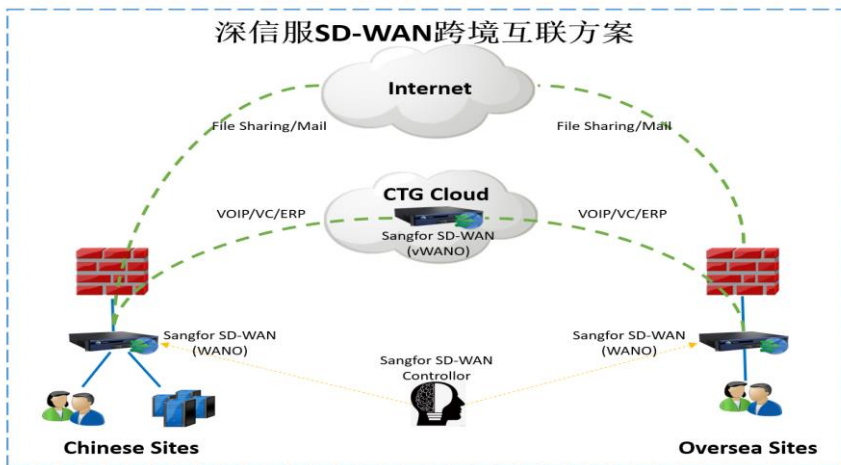 深信服SD-WAN跨境互联方案
Internet
File Sharing/Mail
File Sharing/Mail
CTG Cloud
VOIP/VC/ERP
VOIP/VC/ERP
Sangfor SD-WAN
(vWANO)
Sangfor SD-WAN
(WANO)
Sangfor SD-WAN
(WANO)
Sangfor SD-WAN
Controllor
Chinese Sites
Oversea Sites